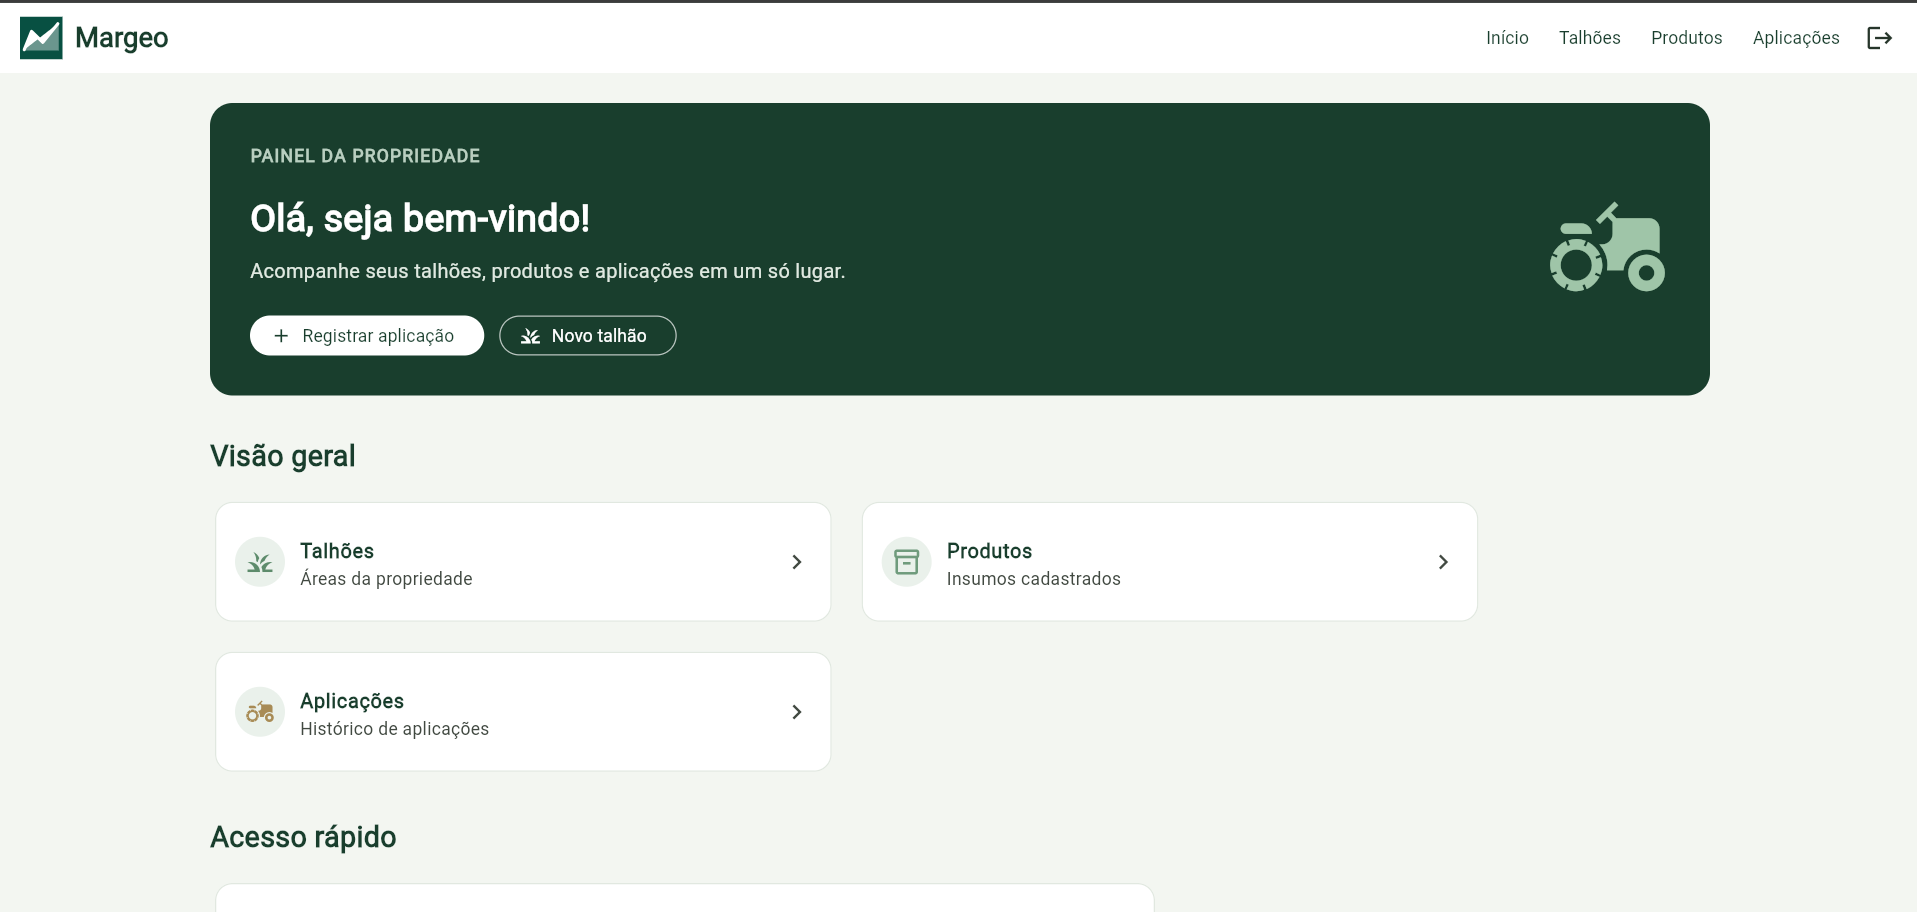 Margeo
Início
Talhões
Produtos
Aplicações
PAINEL DA PROPRIEDADE
Olá, seja bem-vindo!
Acompanhe seus talhões, produtos e aplicações em um só lugar.
Registrar aplicação
Novo talhão
Visão geral
Talhões
Áreas da propriedade
Produtos
Insumos cadastrados
Aplicações
Histórico de aplicações
Acesso rápido